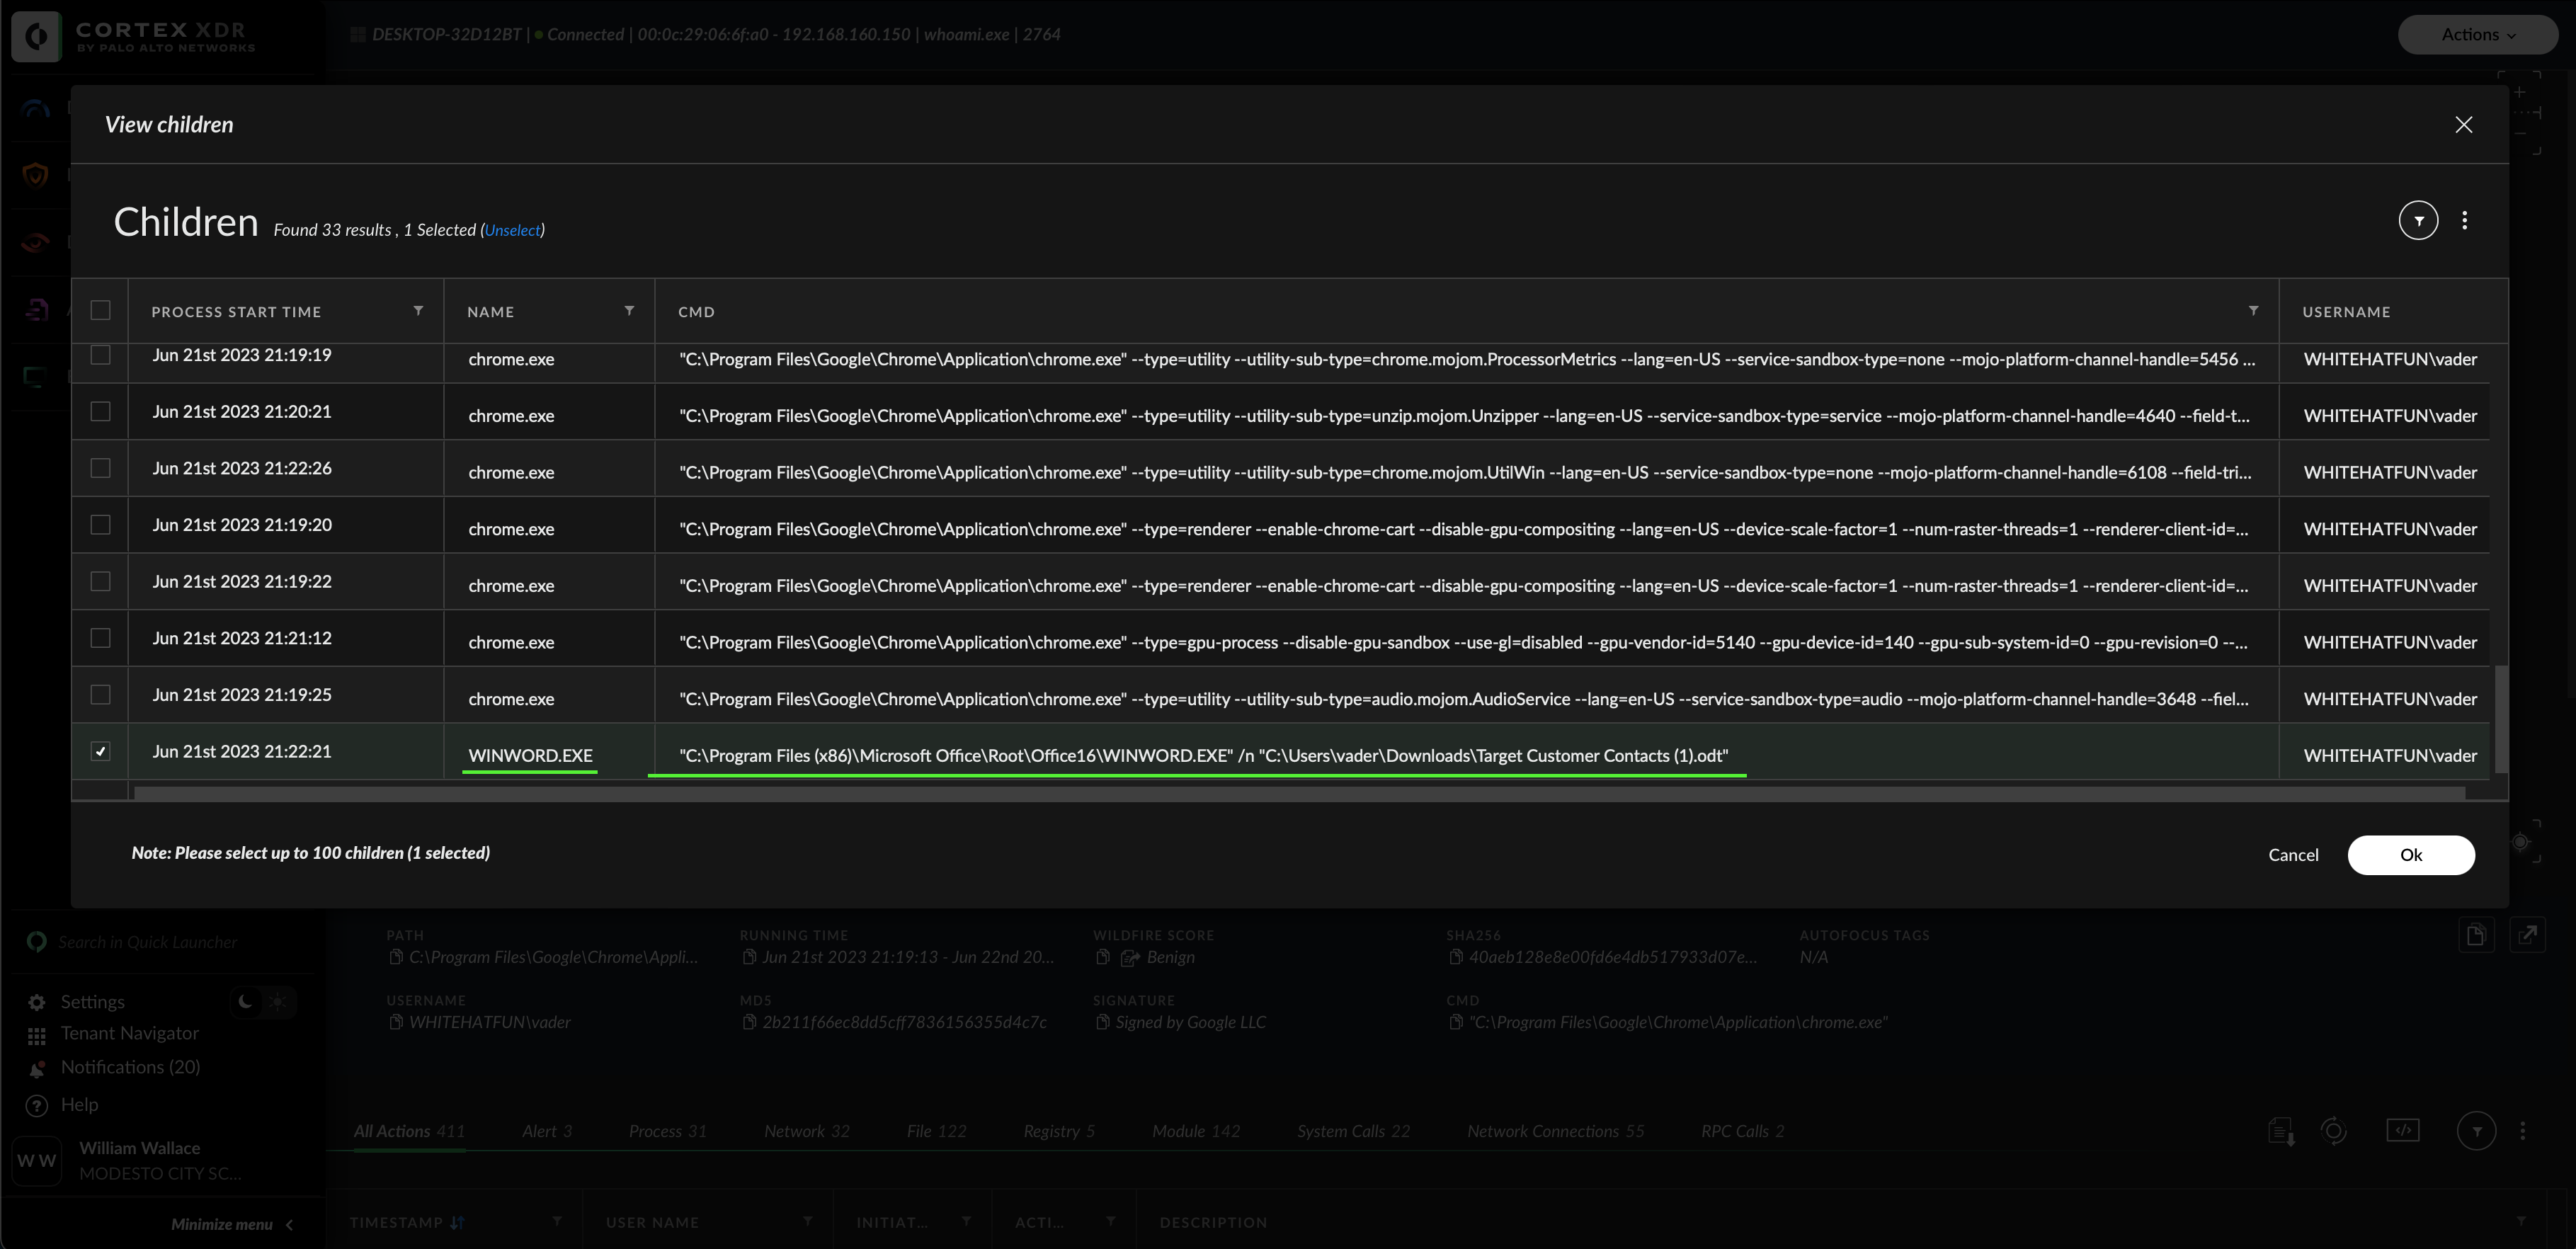 CORTEX XDR
BY PALO ALTO NETWORKS
DESKTOP-32D12BT | Connected | 00:0c:29:06:6f:a0 - 192.168.160.150 | whoami.exe | 2764
Actions
View children
Children Found 33 results , 1 Selected (Unselect)
PROCESS START TIME NAME CMD USERNAME
Jun 21st 2023 21:19:19 chrome.exe "C:\Program Files\Google\Chrome\Application\chrome.exe" --type=utility --utility-sub-type=chrome.mojom.ProcessorMetrics --lang=en-US --service-sandbox-type=none --mojo-platform-channel-handle=5456 ... WHITEHATFUN\vader
Jun 21st 2023 21:20:21 chrome.exe "C:\Program Files\Google\Chrome\Application\chrome.exe" --type=utility --utility-sub-type=unzip.mojom.Unzipper --lang=en-US --service-sandbox-type=service --mojo-platform-channel-handle=4640 --field-t... WHITEHATFUN\vader
Jun 21st 2023 21:22:26 chrome.exe "C:\Program Files\Google\Chrome\Application\chrome.exe" --type=utility --utility-sub-type=chrome.mojom.UtilWin --lang=en-US --service-sandbox-type=none --mojo-platform-channel-handle=6108 --field-tri... WHITEHATFUN\vader
Jun 21st 2023 21:19:20 chrome.exe "C:\Program Files\Google\Chrome\Application\chrome.exe" --type=renderer --enable-chrome-cart --disable-gpu-compositing --lang=en-US --device-scale-factor=1 --num-raster-threads=1 --renderer-client-id=... WHITEHATFUN\vader
Jun 21st 2023 21:19:22 chrome.exe "C:\Program Files\Google\Chrome\Application\chrome.exe" --type=renderer --enable-chrome-cart --disable-gpu-compositing --lang=en-US --device-scale-factor=1 --num-raster-threads=1 --renderer-client-id=... WHITEHATFUN\vader
Jun 21st 2023 21:21:12 chrome.exe "C:\Program Files\Google\Chrome\Application\chrome.exe" --type=gpu-process --disable-gpu-sandbox --use-gl=disabled --gpu-vendor-id=5140 --gpu-device-id=140 --gpu-sub-system-id=0 --gpu-revision=0 --... WHITEHATFUN\vader
Jun 21st 2023 21:19:25 chrome.exe "C:\Program Files\Google\Chrome\Application\chrome.exe" --type=utility --utility-sub-type=audio.mojom.AudioService --lang=en-US --service-sandbox-type=audio --mojo-platform-channel-handle=3648 --fiel... WHITEHATFUN\vader
Jun 21st 2023 21:22:21 WINWORD.EXE "C:\Program Files (x86)\Microsoft Office\Root\Office16\WINWORD.EXE" /n "C:\Users\vader\Downloads\Target Customer Contacts (1).odt" WHITEHATFUN\vader
Note: Please select up to 100 children (1 selected)
Cancel Ok
Search in Quick Launcher
Settings
Tenant Navigator
Notifications (20)
Help
W W
William Wallace
MODESTO CITY SC...
Minimize menu
PATH RUNNING TIME WILDFIRE SCORE SHA256 AUTOFOCUS TAGS
C:\Program Files\Google\Chrome\Appli... Jun 21st 2023 21:19:13 - Jun 22nd 20... Benign 40aeb128e8e00fd6e4db517933d07e... N/A
USERNAME MD5 SIGNATURE CMD
WHITEHATFUN\vader 2b211f66ec8dd5cff7836156355d4c7c Signed by Google LLC "C:\Program Files\Google\Chrome\Application\chrome.exe"
All Actions 411 Alert 3 Process 31 Network 32 File 122 Registry 5 Module 142 System Calls 22 Network Connections 55 RPC Calls 2
TIMESTAMP USER NAME INITIAT... ACTI... DESCRIPTION